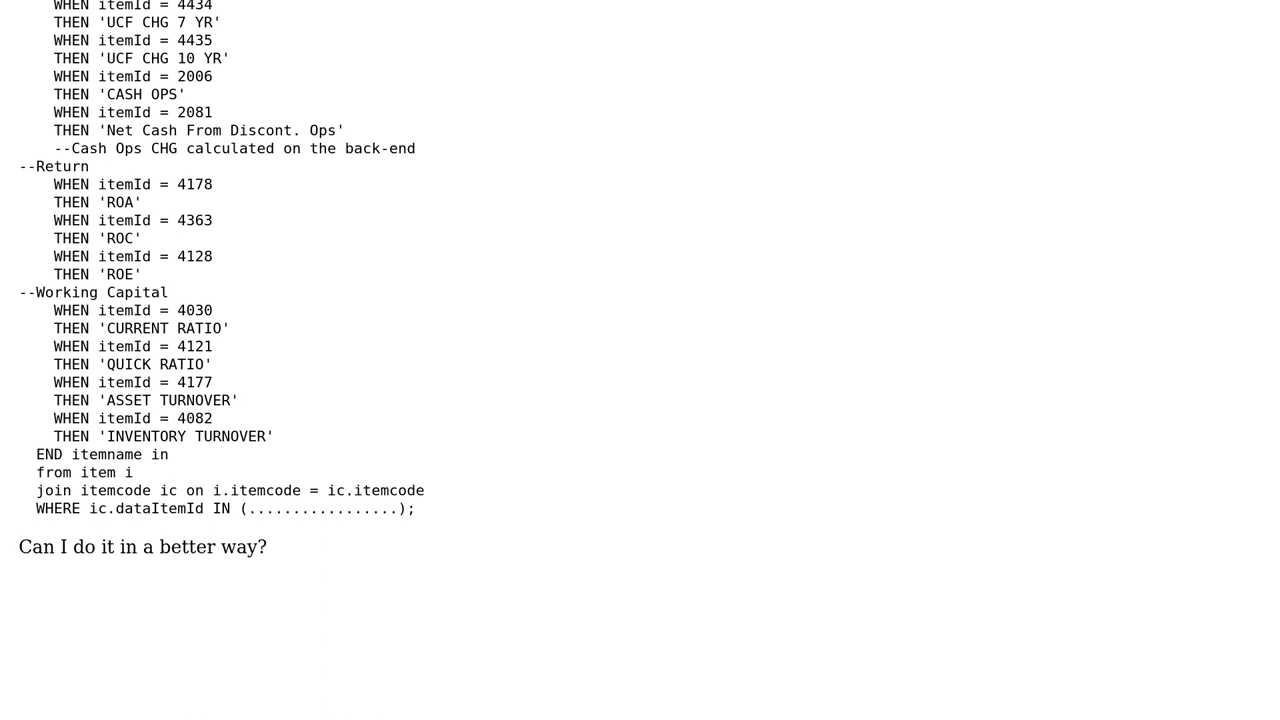 WHEN itemId = 4434
THEN 'UCF CHG 7 YR'
WHEN itemId = 4435
THEN 'UCF CHG 10 YR'
WHEN itemId = 2006
THEN 'CASH OPS'
WHEN itemId = 2081
THEN 'Net Cash From Discont. Ops'
--Cash Ops CHG calculated on the back-end
--Return
WHEN itemId = 4178
THEN 'ROA'
WHEN itemId = 4363
THEN 'ROC'
WHEN itemId = 4128
THEN 'ROE'
--Working Capital
WHEN itemId = 4030
THEN 'CURRENT RATIO'
WHEN itemId = 4121
THEN 'QUICK RATIO'
WHEN itemId = 4177
THEN 'ASSET TURNOVER'
WHEN itemId = 4082
THEN 'INVENTORY TURNOVER'
END itemname in
from item i
join itemcode ic on i.itemcode = ic.itemcode
WHERE ic.dataItemId IN (.................);
Can I do it in a better way?